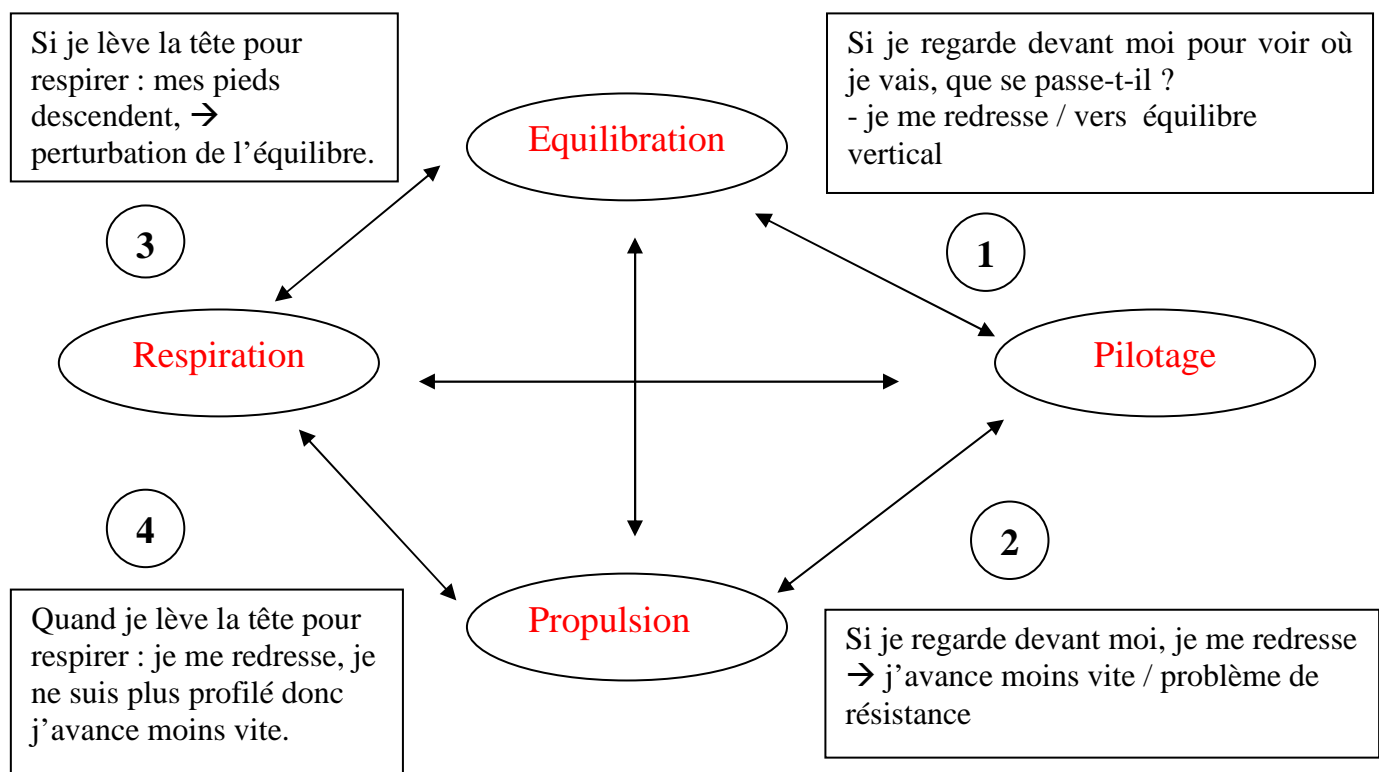 Si je lève la tête pour
respirer : mes pieds
descendent, →
perturbation de l’équilibre.
Si je regarde devant moi pour voir où
je vais, que se passe-t-il ?
- je me redresse / vers équilibre
vertical
Equilibration
3
1
Respiration
Pilotage
4
2
Propulsion
Quand je lève la tête pour
respirer : je me redresse, je
ne suis plus profilé donc
j’avance moins vite.
Si je regarde devant moi, je me redresse
→ j’avance moins vite / problème de
résistance